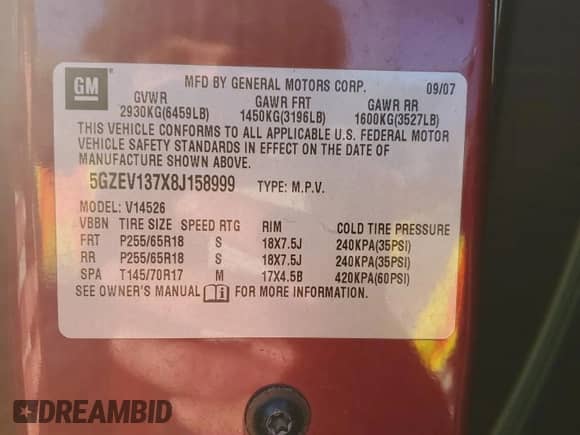 GM ®
MFD BY GENERAL MOTORS CORP. 09/07
GVWR GAWR FRT GAWR RR
2930KG(6459LB) 1450KG(3196LB) 1600KG(3527LB)
THIS VEHICLE CONFORMS TO ALL APPLICABLE U.S. FEDERAL MOTOR
VEHICLE SAFETY STANDARDS IN EFFECT ON THE DATE OF
MANUFACTURE SHOWN ABOVE.
5GZEV137X8J158999 TYPE: M.P.V.
MODEL: V14526
VBBN TIRE SIZE SPEED RTG RIM COLD TIRE PRESSURE
FRT P255/65R18 S 18X7.5J 240KPA(35PSI)
RR P255/65R18 S 18X7.5J 240KPA(35PSI)
SPA T145/70R17 M 17X4.5B 420KPA(60PSI)
SEE OWNER'S MANUAL FOR MORE INFORMATION.
DREAMBID